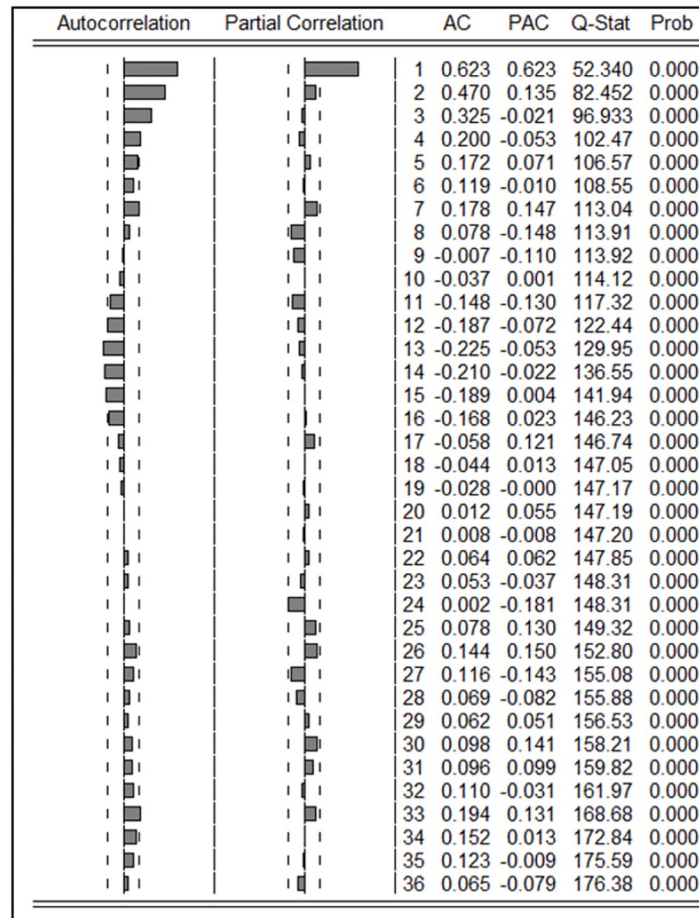 Autocorrelation Partial Correlation AC PAC Q-Stat Prob
1 0.623 0.623 52.340 0.000
2 0.470 0.135 82.452 0.000
3 0.325 -0.021 96.933 0.000
4 0.200 -0.053 102.47 0.000
5 0.172 0.071 106.57 0.000
6 0.119 -0.010 108.55 0.000
7 0.178 0.147 113.04 0.000
8 0.078 -0.148 113.91 0.000
9 -0.007 -0.110 113.92 0.000
10 -0.037 0.001 114.12 0.000
11 -0.148 -0.130 117.32 0.000
12 -0.187 -0.072 122.44 0.000
13 -0.225 -0.053 129.95 0.000
14 -0.210 -0.022 136.55 0.000
15 -0.189 0.004 141.94 0.000
16 -0.168 0.023 146.23 0.000
17 -0.058 0.121 146.74 0.000
18 -0.044 0.013 147.05 0.000
19 -0.028 -0.000 147.17 0.000
20 0.012 0.055 147.19 0.000
21 0.008 -0.008 147.20 0.000
22 0.064 0.062 147.85 0.000
23 0.053 -0.037 148.31 0.000
24 0.002 -0.181 148.31 0.000
25 0.078 0.130 149.32 0.000
26 0.144 0.150 152.80 0.000
27 0.116 -0.143 155.08 0.000
28 0.069 -0.082 155.88 0.000
29 0.062 0.051 156.53 0.000
30 0.098 0.141 158.21 0.000
31 0.096 0.099 159.82 0.000
32 0.110 -0.031 161.97 0.000
33 0.194 0.131 168.68 0.000
34 0.152 0.013 172.84 0.000
35 0.123 -0.009 175.59 0.000
36 0.065 -0.079 176.38 0.000